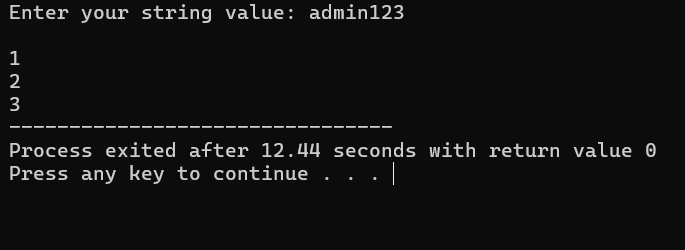 Enter your string value: admin123
1
2
3
--------------------------------
Process exited after 12.44 seconds with return value 0
Press any key to continue . . .